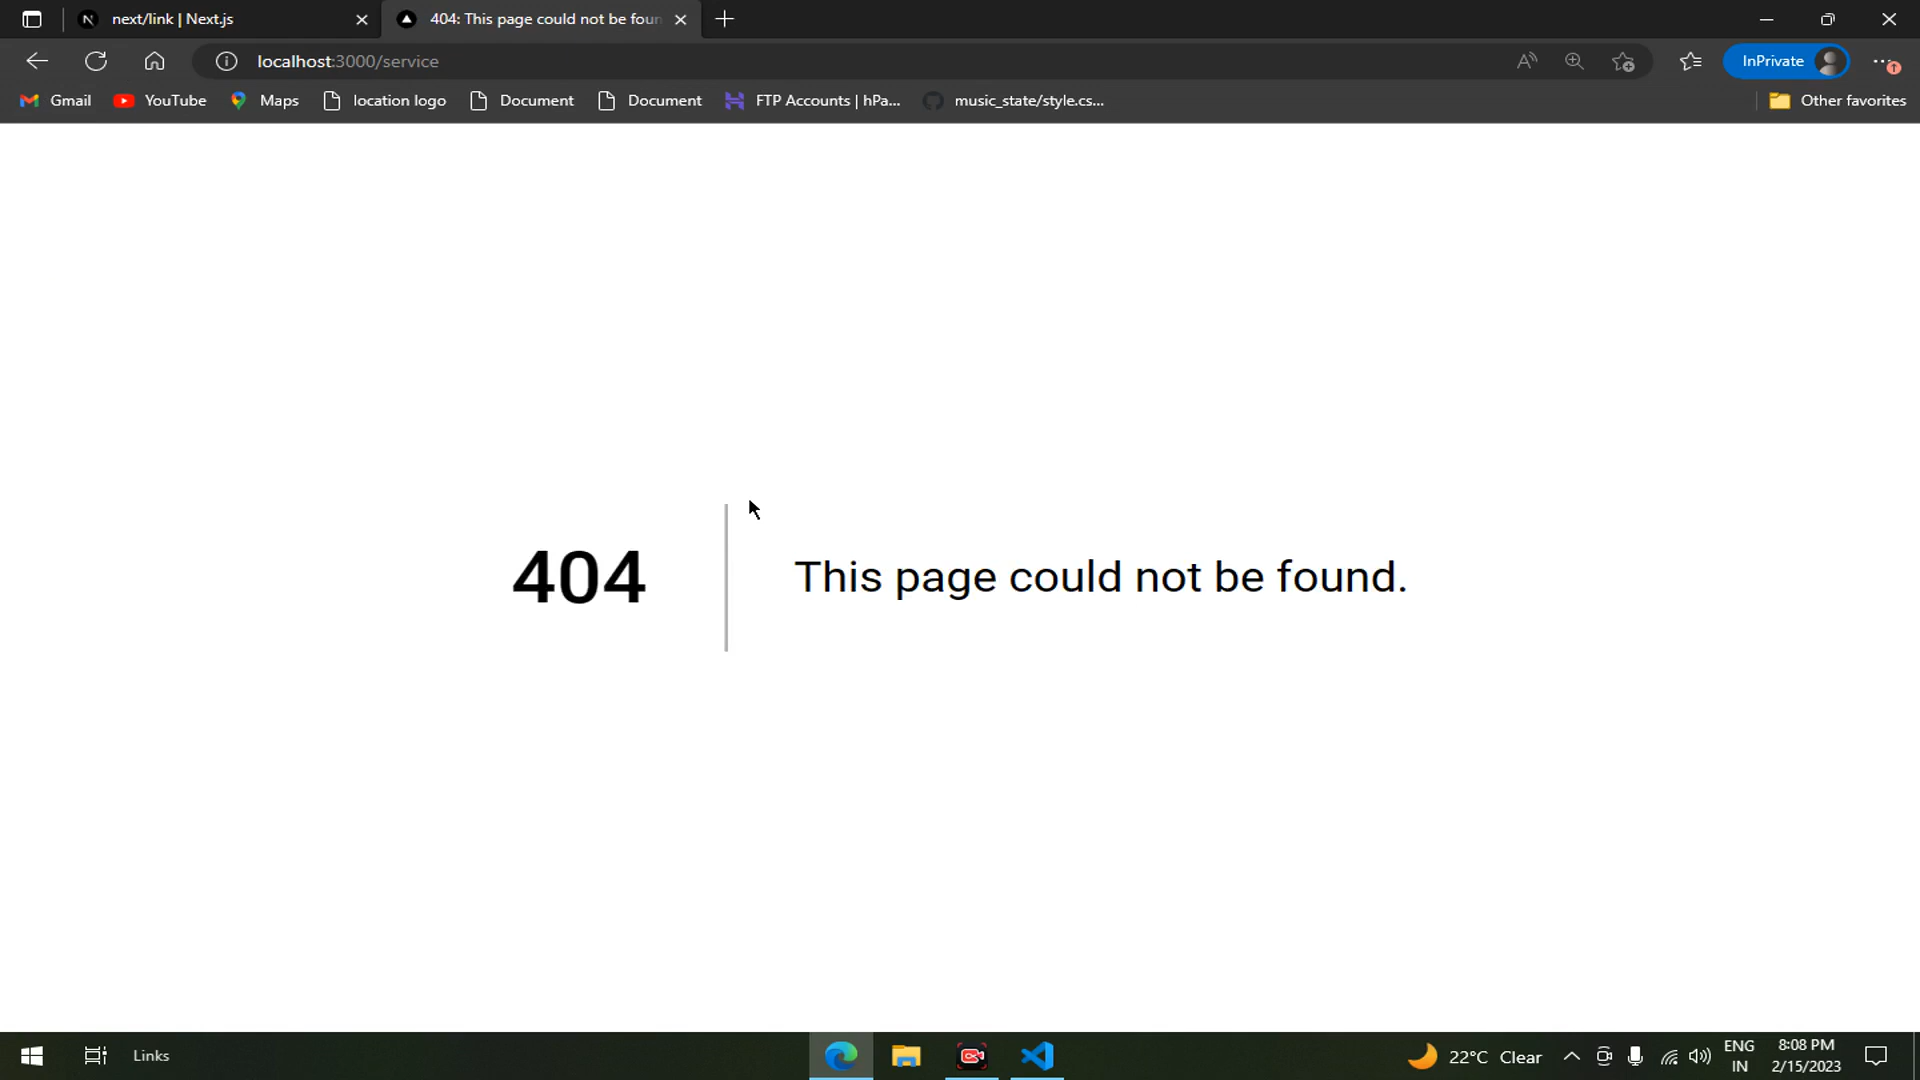 next/link | Next.js
404: This page could not be foun
localhost:3000/service
InPrivate
Gmail
YouTube
Maps
location logo
Document
Document
FTP Accounts | hPa...
music_state/style.cs...
Other favorites
404
This page could not be found.
Links
22°C Clear
ENG
IN
8:08 PM
2/15/2023